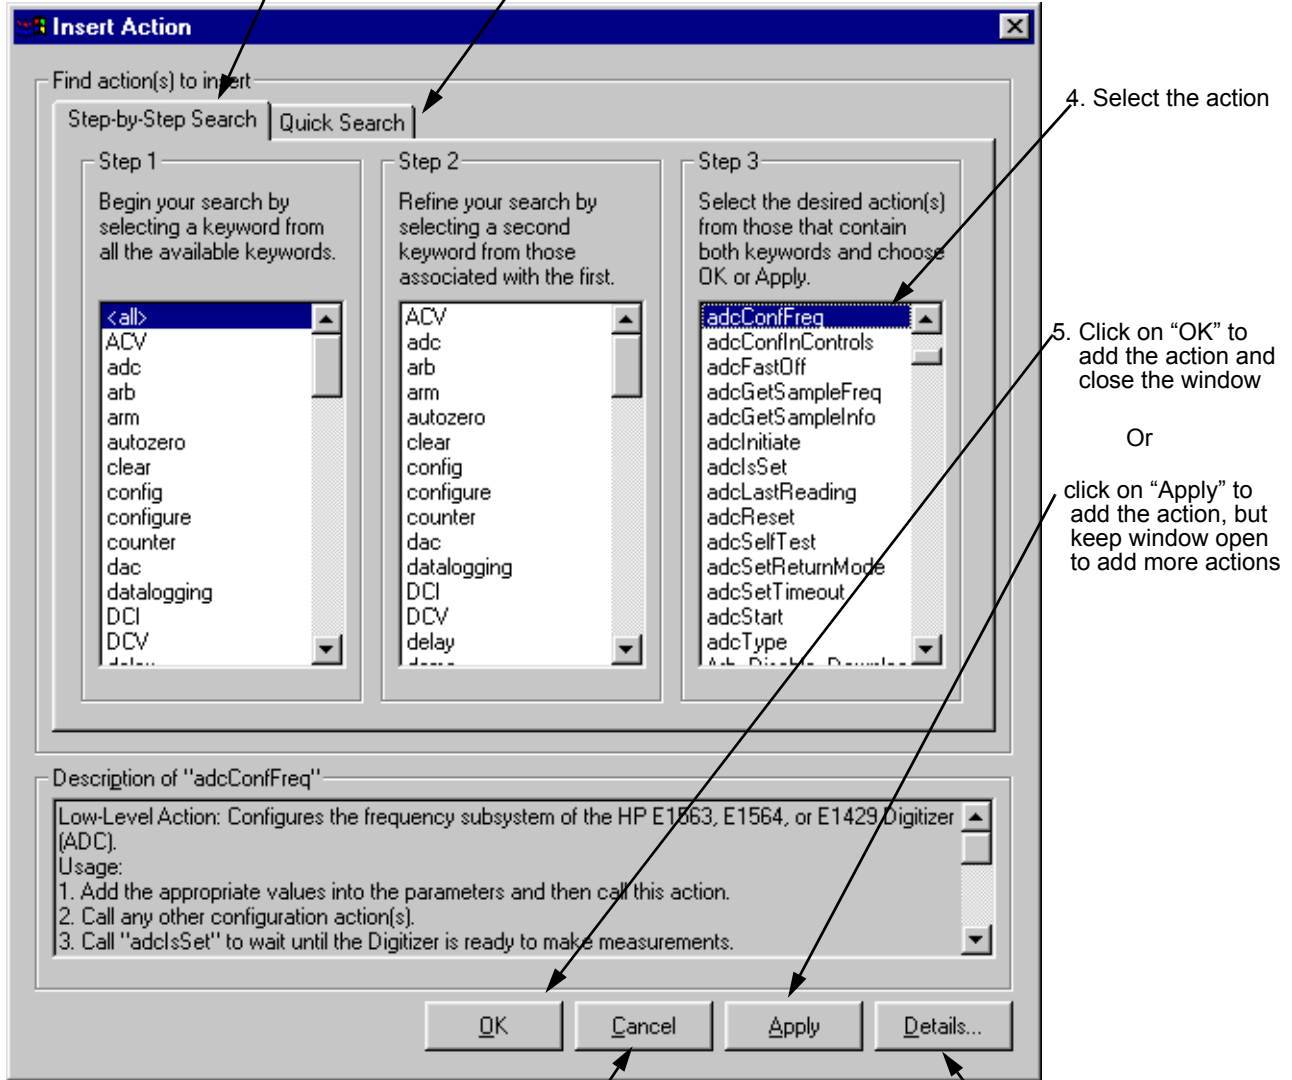 Insert Action
Find action(s) to insert
Step-by-Step Search
Quick Search
Step 1
Begin your search by
selecting a keyword from
all the available keywords.
<all>
ACV
adc
arb
arm
autozero
clear
config
configure
counter
dac
datalogging
DCI
DCV
delay
Step 2
Refine your search by
selecting a second
keyword from those
associated with the first.
ACV
adc
arb
arm
autozero
clear
config
configure
counter
dac
datalogging
DCI
DCV
delay
Step 3
Select the desired action(s)
from those that contain
both keywords and choose
OK or Apply.
adcConfFreq
adcConfInControls
adcFastOff
adcGetSampleFreq
adcGetSampleInfo
adcInitiate
adcIsSet
adcLastReading
adcReset
adcSelfTest
adcSetReturnMode
adcSetTimeout
adcStart
adcType
4. Select the action
5. Click on “OK” to
add the action and
close the window
Or
click on “Apply” to
add the action, but
keep window open
to add more actions
Description of "adcConfFreq"
Low-Level Action: Configures the frequency subsystem of the HP E1563, E1564, or E1429 Digitizer
(ADC).
Usage:
1. Add the appropriate values into the parameters and then call this action.
2. Call any other configuration action(s).
3. Call "adcIsSet" to wait until the Digitizer is ready to make measurements.
OK
Cancel
Apply
Details...